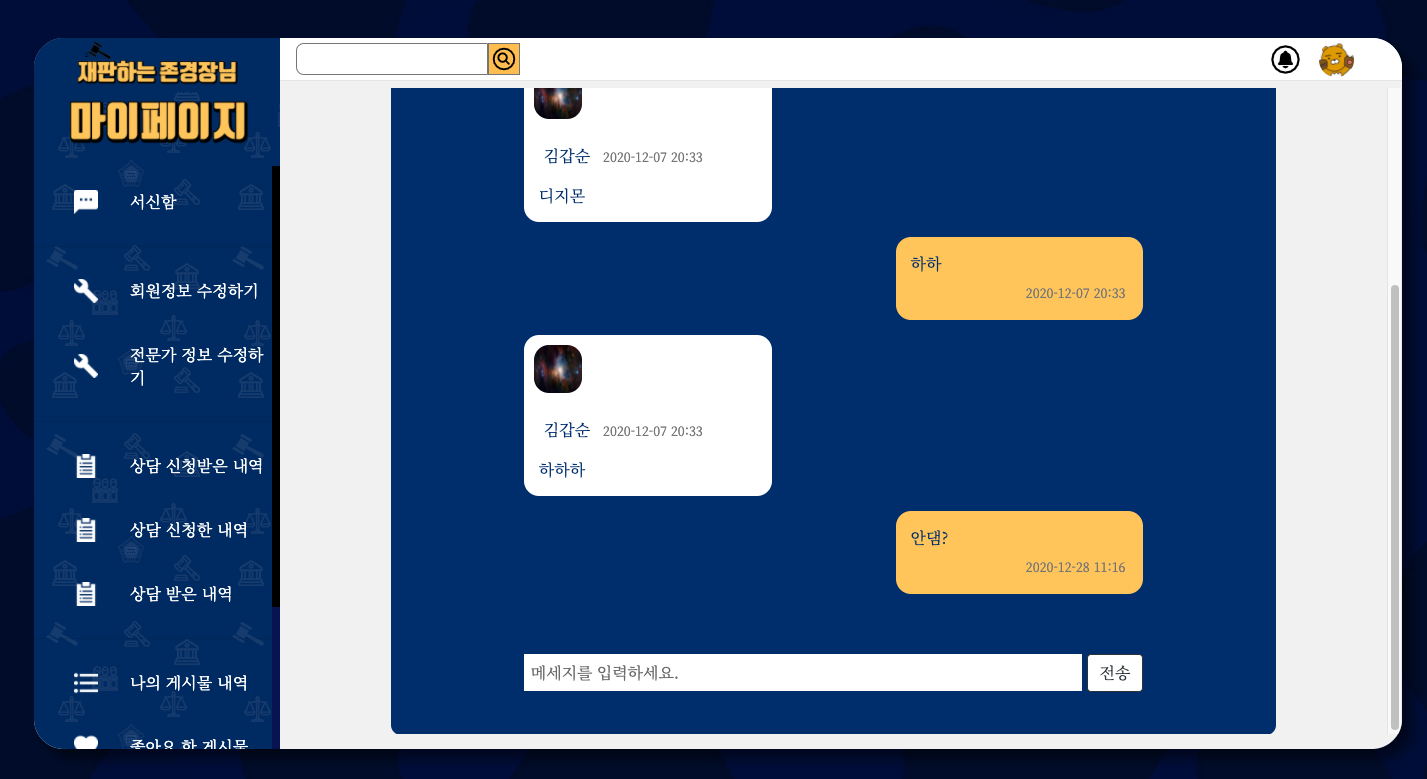 재판하는 존경장님
마이페이지
서신함
회원정보 수정하기
전문가 정보 수정하
기
상담 신청받은 내역
상담 신청한 내역
상담 받은 내역
나의 게시물 내역
좋아요 한 게시물
김갑순 2020-12-07 20:33
디지몬
하하
2020-12-07 20:33
김갑순 2020-12-07 20:33
하하하
안댐?
2020-12-28 11:16
메세지를 입력하세요.
전송